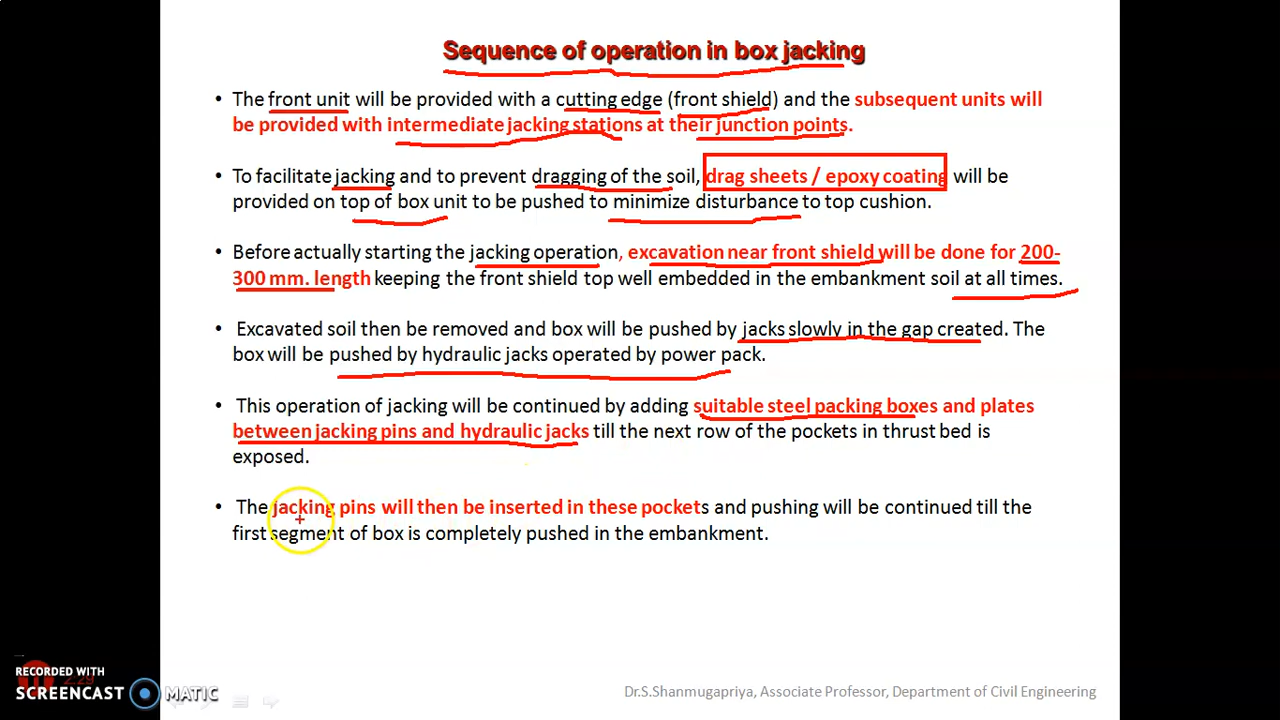 Sequence of operation in box jacking
• The front unit will be provided with a cutting edge (front shield) and the subsequent units will
be provided with intermediate jacking stations at their junction points.
• To facilitate jacking and to prevent dragging of the soil, drag sheets / epoxy coating will be
provided on top of box unit to be pushed to minimize disturbance to top cushion.
• Before actually starting the jacking operation, excavation near front shield will be done for 200-
300 mm. length keeping the front shield top well embedded in the embankment soil at all times.
• Excavated soil then be removed and box will be pushed by jacks slowly in the gap created. The
box will be pushed by hydraulic jacks operated by power pack.
• This operation of jacking will be continued by adding suitable steel packing boxes and plates
between jacking pins and hydraulic jacks till the next row of the pockets in thrust bed is
exposed.
• The jacking pins will then be inserted in these pockets and pushing will be continued till the
first segment of box is completely pushed in the embankment.
RECORDED WITH
SCREENCAST MATIC
Dr.S.Shanmugapriya, Associate Professor, Department of Civil Engineering